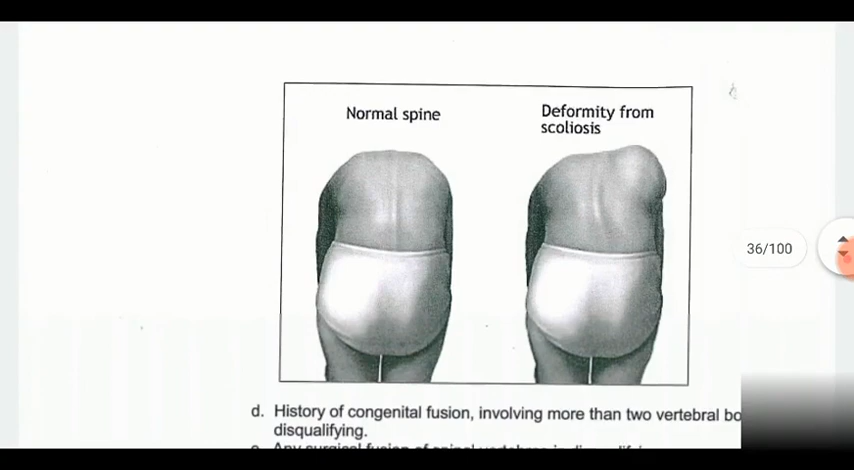 Normal spine
Deformity from
scoliosis
36/100
d. History of congenital fusion, involving more than two vertebral bo
disqualifying.